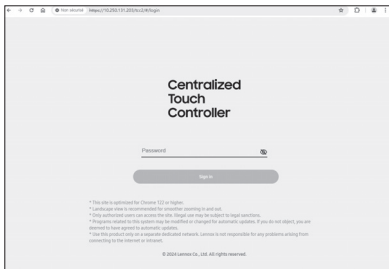 Non sécurisé https://10.250.131.203/tcc2/#/login
Centralized
Touch
Controller
Password
Sign in
* This site is optimized for Chrome 122 or higher.
* Landscape view is recommended for smoother zooming in and out.
* Only authorized users can access the site. Illegal use may be subject to legal sanctions.
* Programs related to this system may be modified or changed for automatic updates. If you do not object, you are
deemed to have agreed to automatic updates.
* Use this product only on a separate dedicated network. Lennox is not responsible for any problems arising from
connecting to the internet or intranet.
© 2024 Lennox Co., Ltd. All rights reserved.